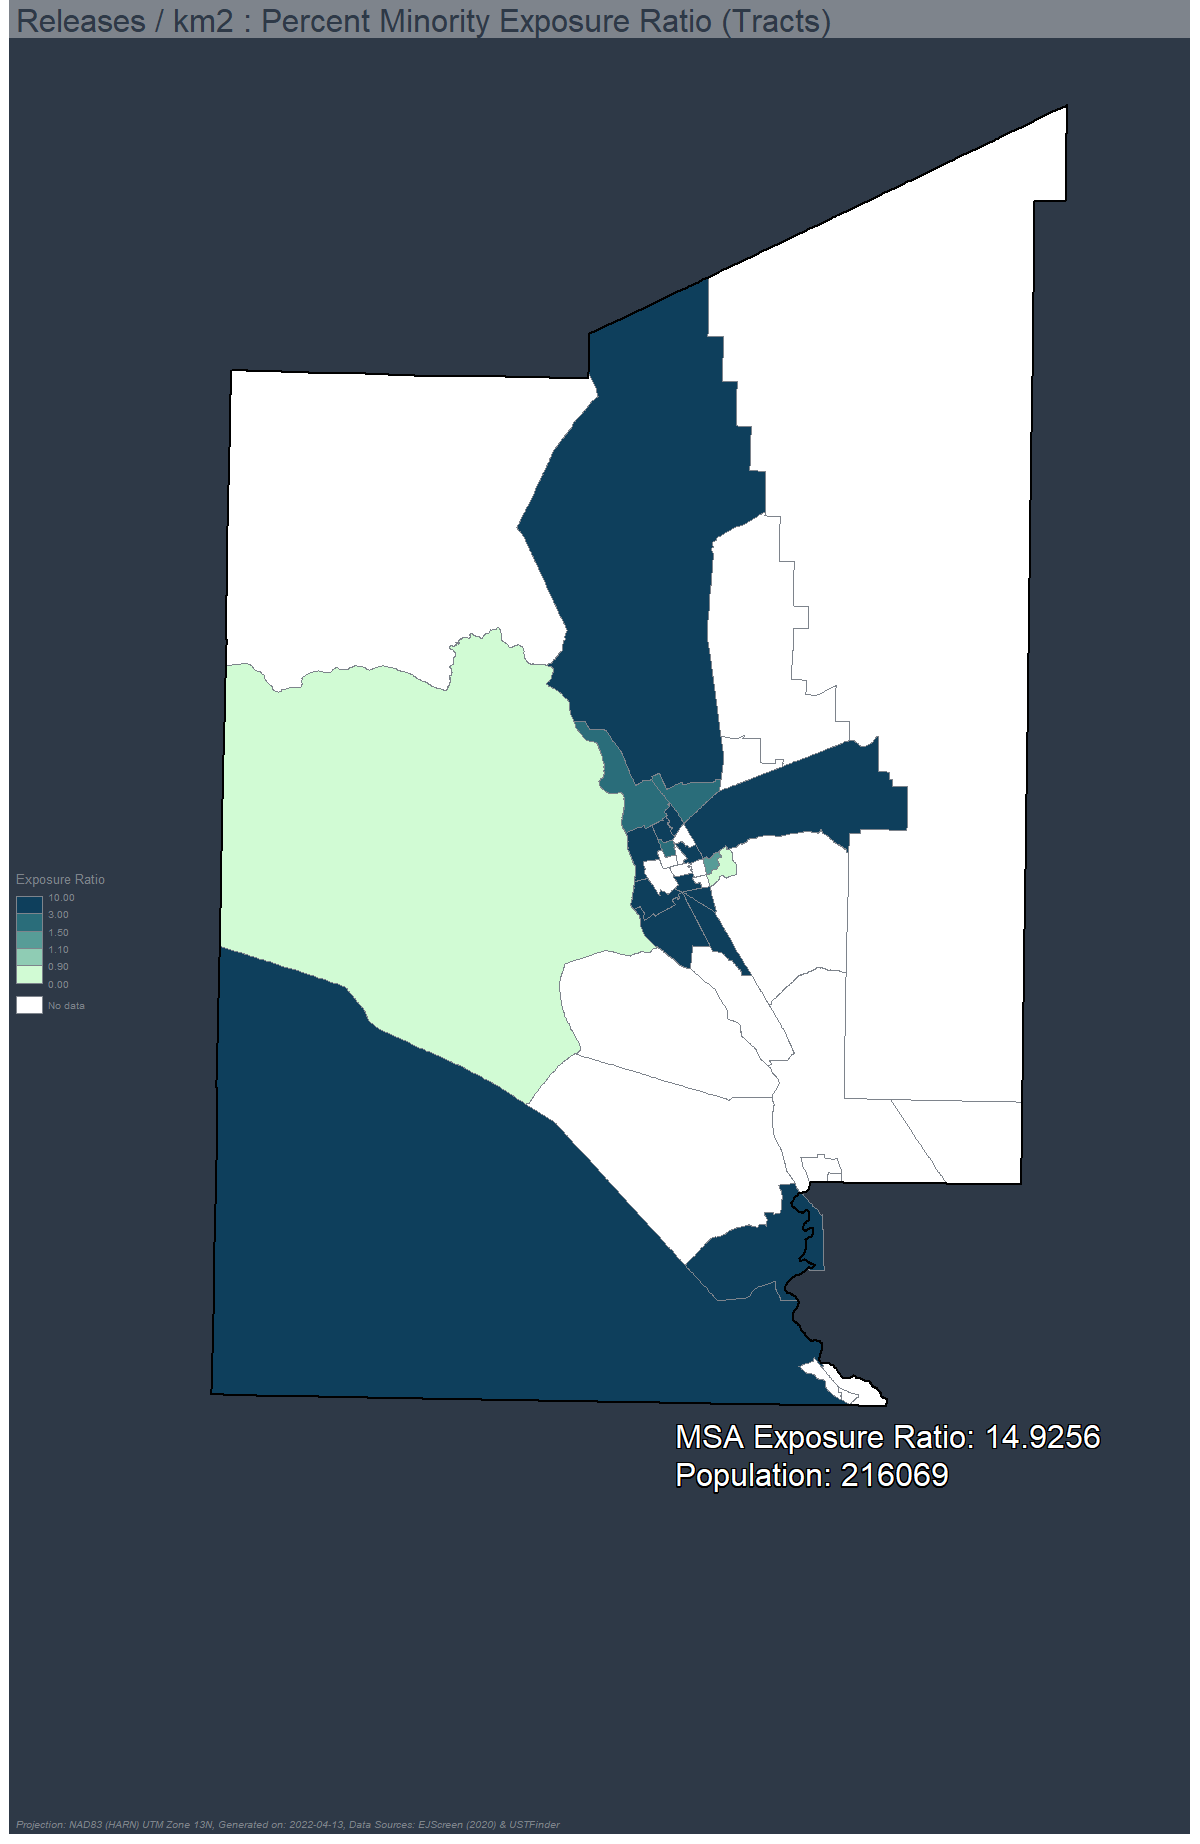 Releases / km2 : Percent Minority Exposure Ratio (Tracts)
Exposure Ratio
10.00
3.00
1.50
1.10
0.90
0.00
No data
MSA Exposure Ratio: 14.9256
Population: 216069
Projection: NAD83 (HARN) UTM Zone 13N, Generated on: 2022-04-13, Data Sources: EJScreen (2020) & USTFinder